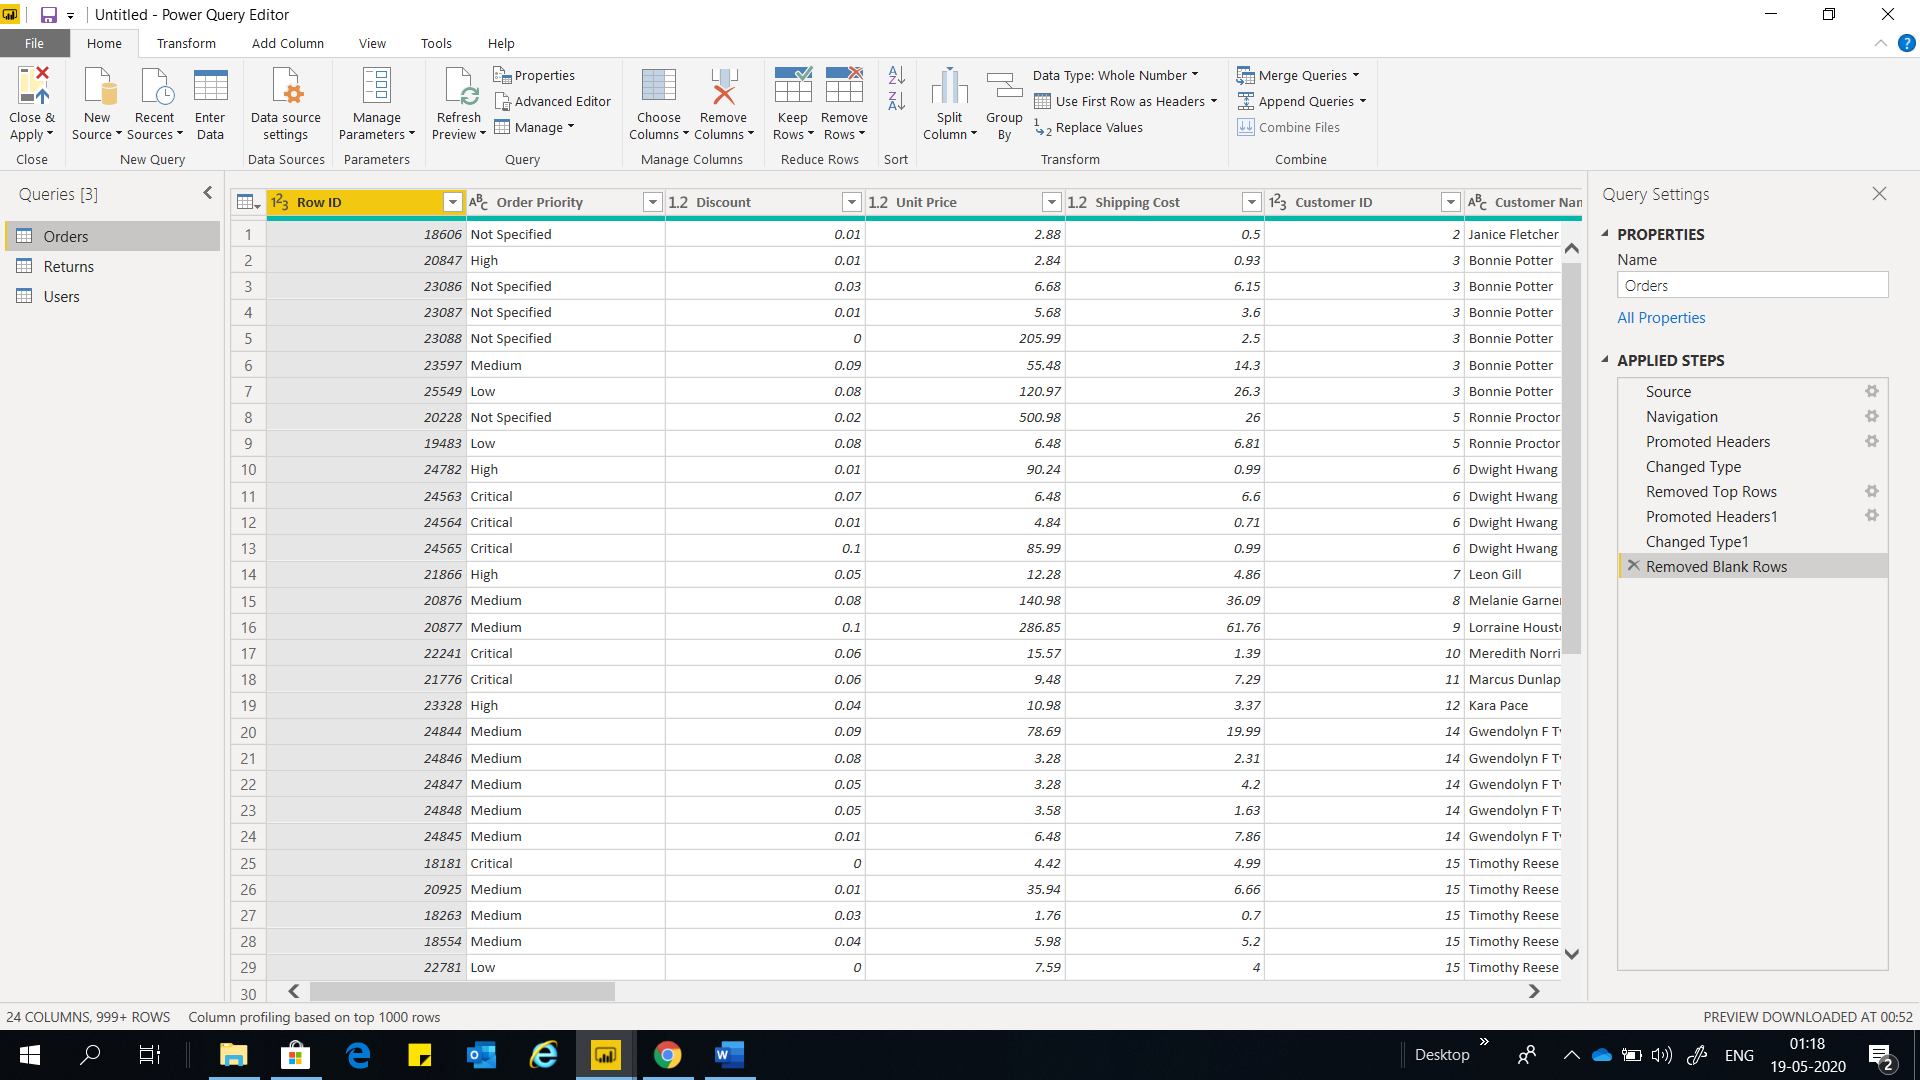 Untitled - Power Query Editor
File Home Transform Add Column View Tools Help
Close & Apply
New Source
Recent Sources
Enter Data
Data source settings
Manage Parameters
Refresh Preview
Properties
Advanced Editor
Manage
Choose Columns
Remove Columns
Keep Rows
Remove Rows
Split Column
Group By
Data Type: Whole Number
Use First Row as Headers
Replace Values
Merge Queries
Append Queries
Combine Files
Close New Query Data Sources Parameters Query Manage Columns Reduce Rows Sort Transform Combine
Queries [3]
Orders
Returns
Users
Row ID Order Priority Discount Unit Price Shipping Cost Customer ID Customer Nam
1 18606 Not Specified 0.01 2.88 0.5 2 Janice Fletcher
2 20847 High 0.01 2.84 0.93 3 Bonnie Potter
3 23086 Not Specified 0.03 6.68 6.15 3 Bonnie Potter
4 23087 Not Specified 0.01 5.68 3.6 3 Bonnie Potter
5 23088 Not Specified 0 205.99 2.5 3 Bonnie Potter
6 23597 Medium 0.09 55.48 14.3 3 Bonnie Potter
7 25549 Low 0.08 120.97 26.3 3 Bonnie Potter
8 20228 Not Specified 0.02 500.98 26 5 Ronnie Proctor
9 19483 Low 0.08 6.48 6.81 5 Ronnie Proctor
10 24782 High 0.01 90.24 0.99 6 Dwight Hwang
11 24563 Critical 0.07 6.48 6.6 6 Dwight Hwang
12 24564 Critical 0.01 4.84 0.71 6 Dwight Hwang
13 24565 Critical 0.1 85.99 0.99 6 Dwight Hwang
14 21866 High 0.05 12.28 4.86 7 Leon Gill
15 20876 Medium 0.08 140.98 36.09 8 Melanie Garner
16 20877 Medium 0.1 286.85 61.76 9 Lorraine Housto
17 22241 Critical 0.06 15.57 1.39 10 Meredith Norri
18 21776 Critical 0.06 9.48 7.29 11 Marcus Dunlap
19 23328 High 0.04 10.98 3.37 12 Kara Pace
20 24844 Medium 0.09 78.69 19.99 14 Gwendolyn F Ty
21 24846 Medium 0.08 3.28 2.31 14 Gwendolyn F Ty
22 24847 Medium 0.05 3.28 4.2 14 Gwendolyn F Ty
23 24848 Medium 0.05 3.58 1.63 14 Gwendolyn F Ty
24 24845 Medium 0.01 6.48 7.86 14 Gwendolyn F Ty
25 18181 Critical 0 4.42 4.99 15 Timothy Reese
26 20925 Medium 0.01 35.94 6.66 15 Timothy Reese
27 18263 Medium 0.03 1.76 0.7 15 Timothy Reese
28 18554 Medium 0.04 5.98 5.2 15 Timothy Reese
29 22781 Low 0 7.59 4 15 Timothy Reese
30
Query Settings
PROPERTIES
Name
Orders
All Properties
APPLIED STEPS
Source
Navigation
Promoted Headers
Changed Type
Removed Top Rows
Promoted Headers1
Changed Type1
Removed Blank Rows
24 COLUMNS, 999+ ROWS Column profiling based on top 1000 rows
PREVIEW DOWNLOADED AT 00:52
Desktop ENG 01:18
19-05-2020
2